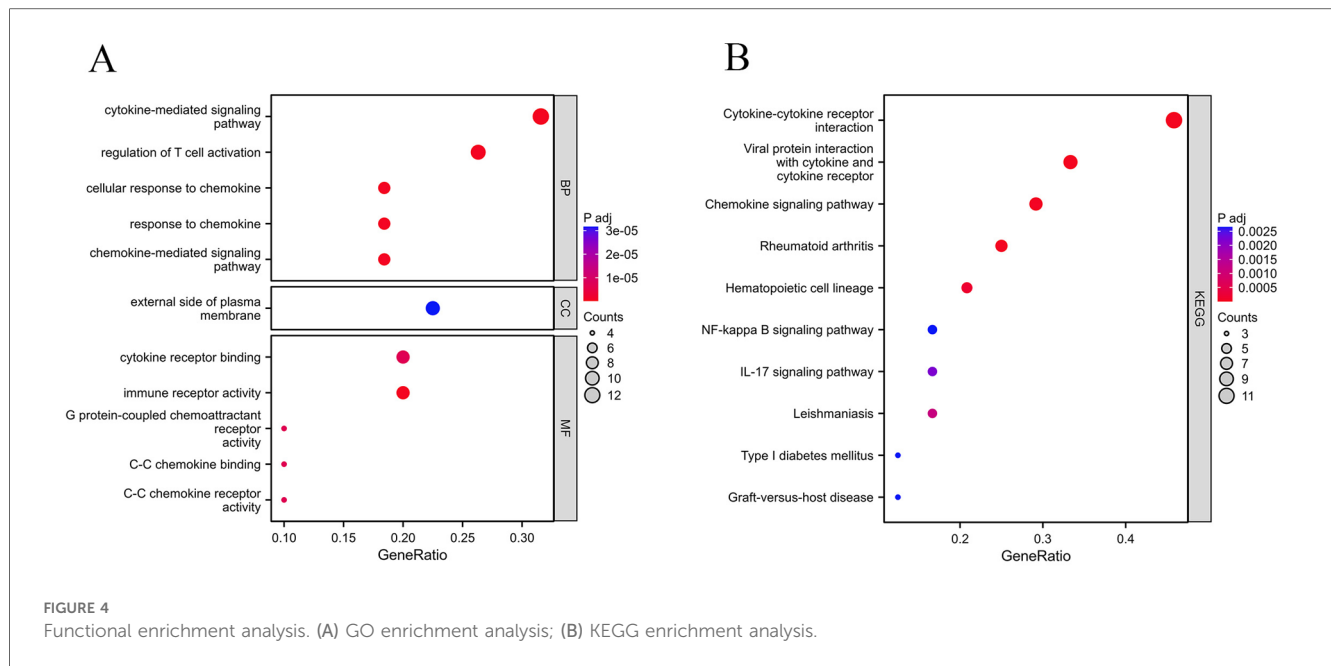 A
cytokine-mediated signaling
pathway
regulation of T cell activation
cellular response to chemokine
response to chemokine
chemokine-mediated signaling
pathway
BP
external side of plasma
membrane
CC
cytokine receptor binding
immune receptor activity
G protein-coupled chemoattractant
receptor
activity
C-C chemokine binding
C-C chemokine receptor
activity
MF
0.10 0.15 0.20 0.25 0.30
GeneRatio
P adj
3e-05
2e-05
1e-05
Counts
4
6
8
10
12
B
Cytokine-cytokine receptor
interaction
Viral protein interaction
with cytokine and
cytokine receptor
Chemokine signaling pathway
Rheumatoid arthritis
Hematopoietic cell lineage
NF-kappa B signaling pathway
IL-17 signaling pathway
Leishmaniasis
Type I diabetes mellitus
Graft-versus-host disease
KEGG
0.2 0.3 0.4
GeneRatio
P adj
0.0025
0.0020
0.0015
0.0010
0.0005
Counts
3
5
7
9
11
FIGURE 4
Functional enrichment analysis. (A) GO enrichment analysis; (B) KEGG enrichment analysis.